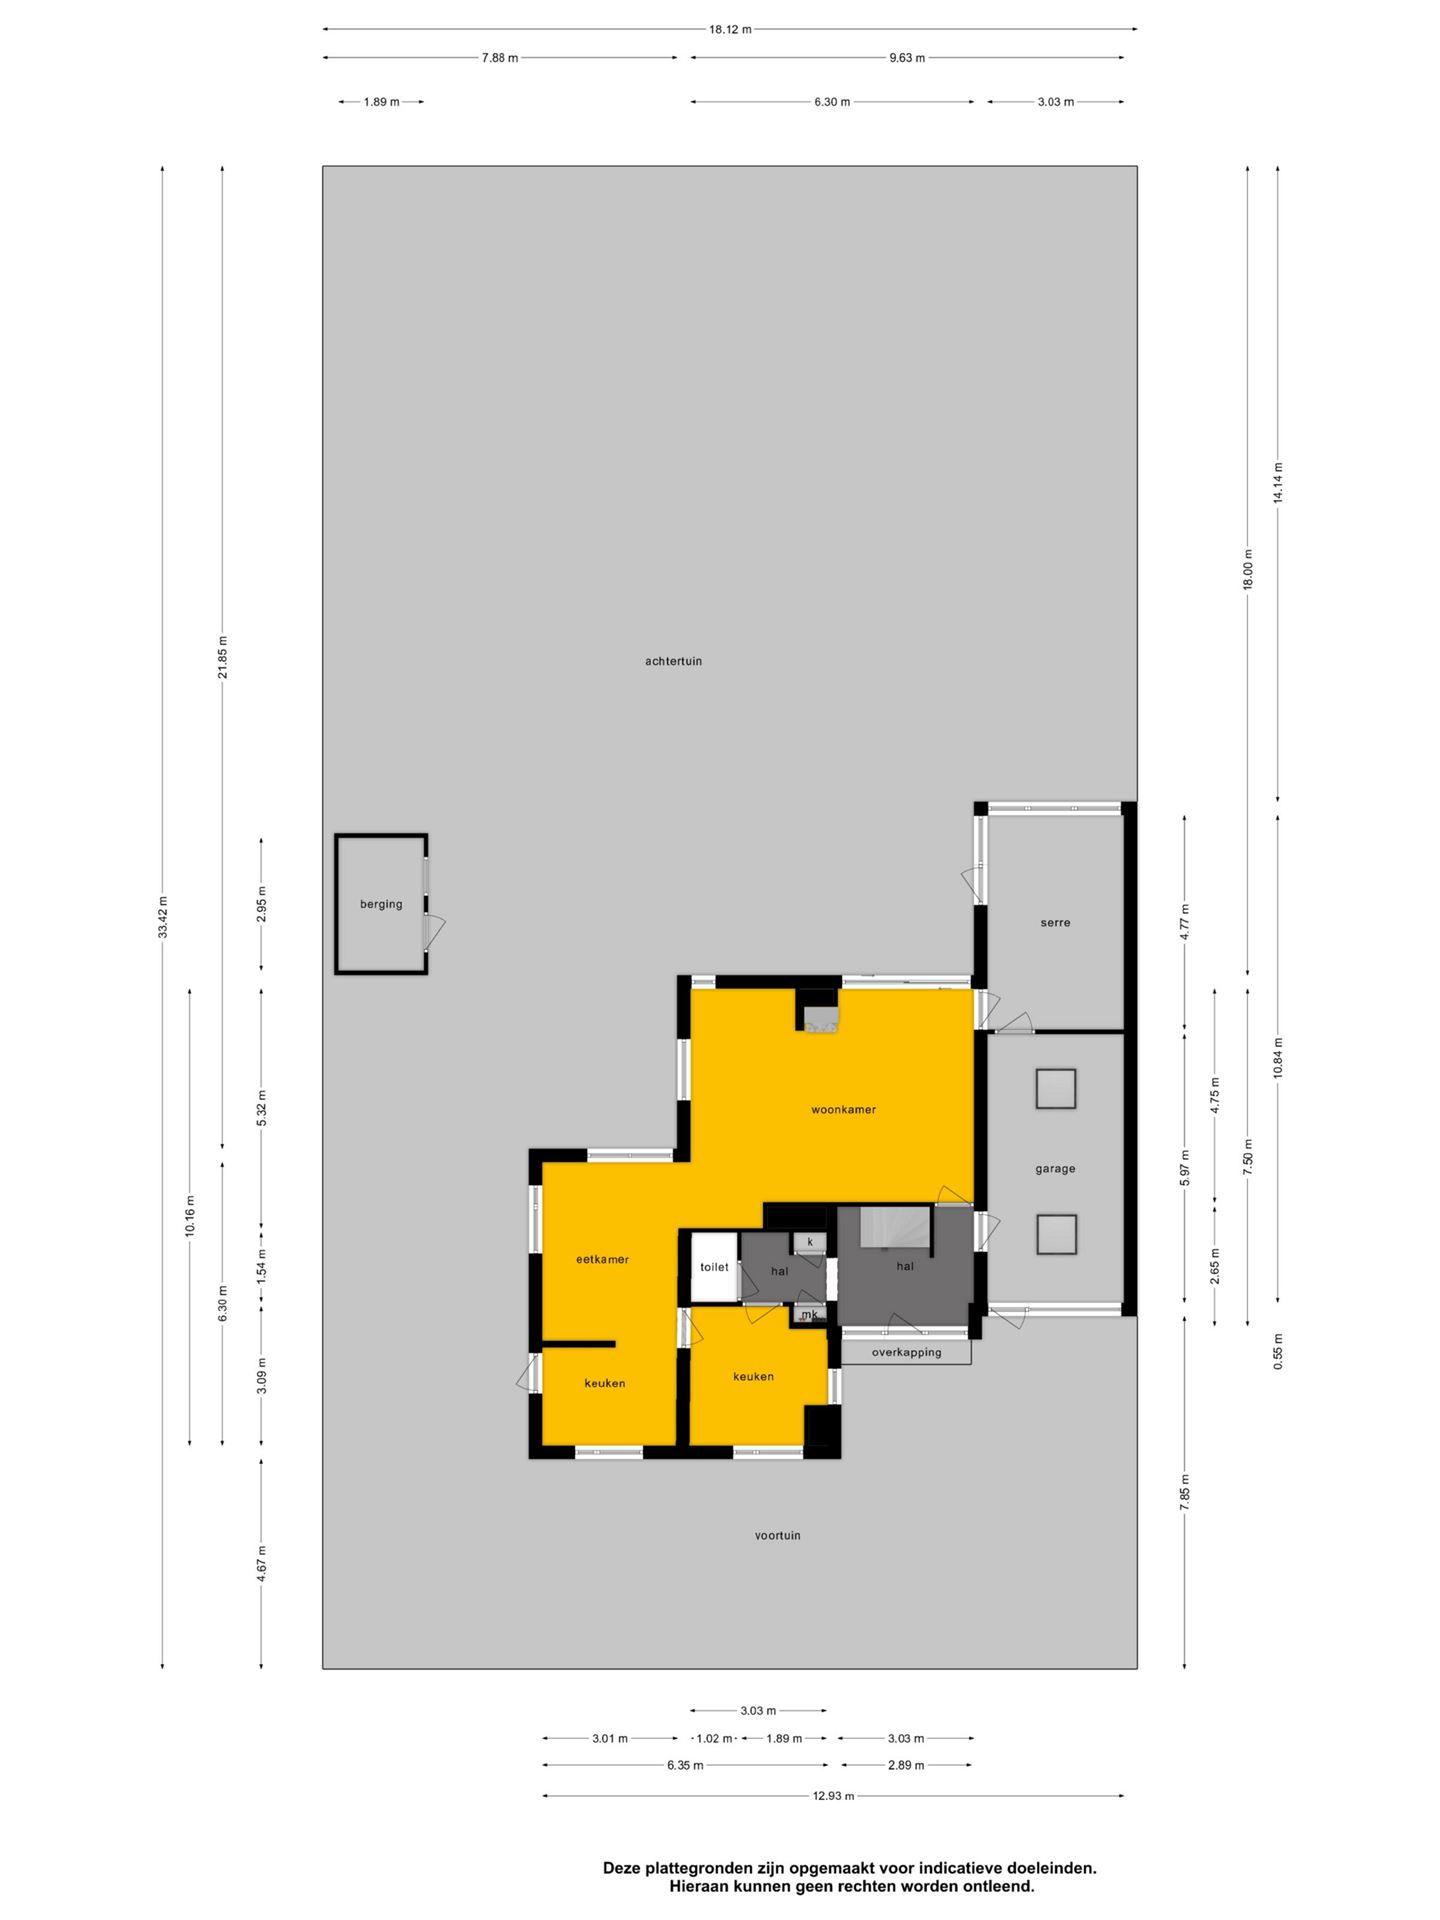 18.12 m
7.88 m
9.63 m
1.89 m
6.30 m
3.03 m
33.42 m
21.85 m
10.16 m
6.30 m
2.95 m
5.32 m
1.54 m
3.09 m
4.67 m
achtertuin
berging
serre
woonkamer
garage
eetkamer
toilet
hal
k
hal
mk
overkapping
keuken
keuken
voortuin
14.14 m
18.00 m
4.77 m
10.84 m
4.75 m
7.50 m
5.97 m
2.65 m
0.55 m
7.85 m
3.03 m
3.01 m
1.02 m
1.89 m
3.03 m
6.35 m
2.89 m
12.93 m
Deze plattegronden zijn opgemaakt voor indicatieve doeleinden.
Hieraan kunnen geen rechten worden ontleend.